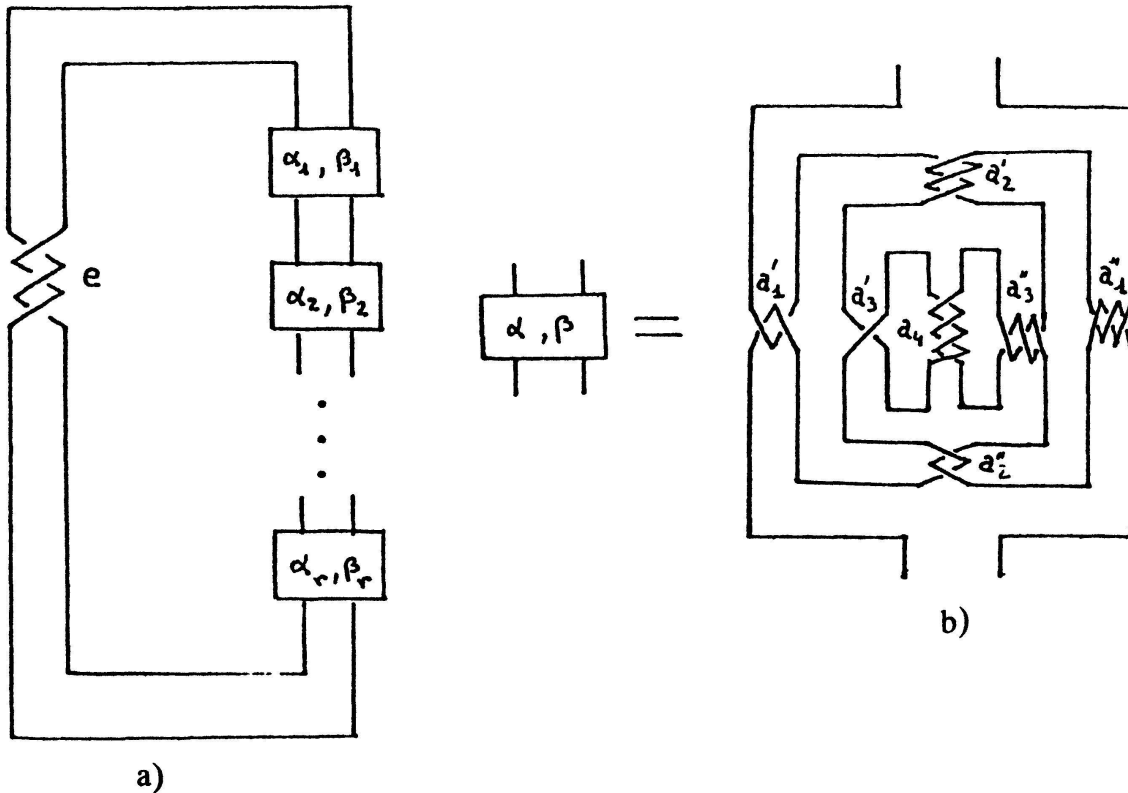 α₁, β₁
e
α₂, β₂
αᵣ, βᵣ
a)
α, β
=
a'₂
a'₁
a'₃
a₄
a"₃
a"₁
a"₂
b)